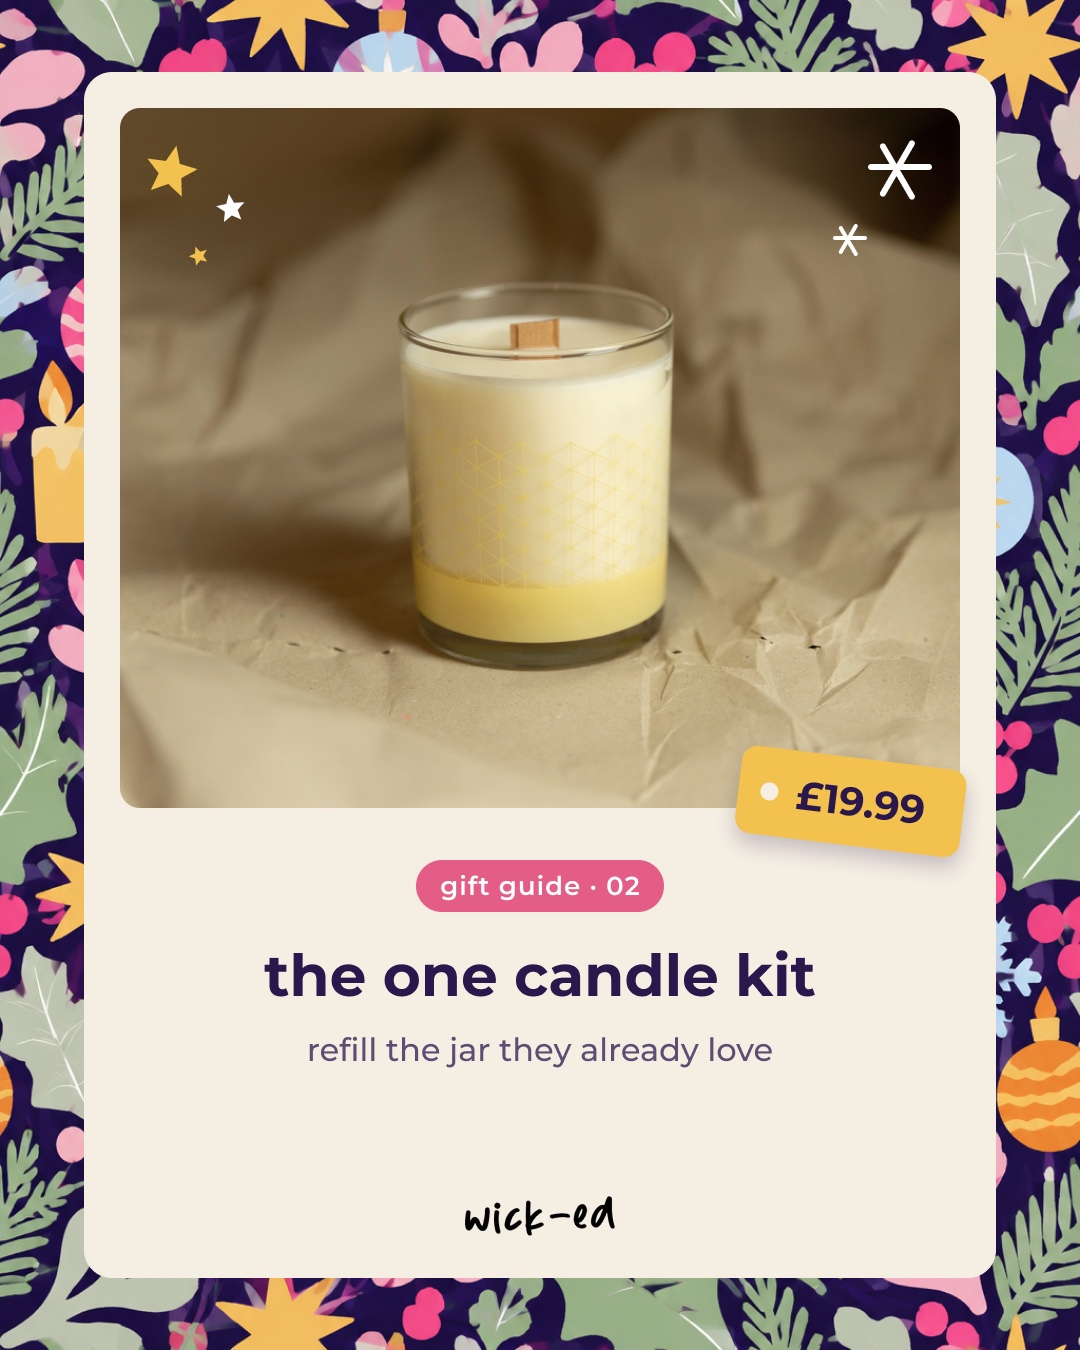 £19.99
gift guide · 02
the one candle kit
refill the jar they already love
wick-ed